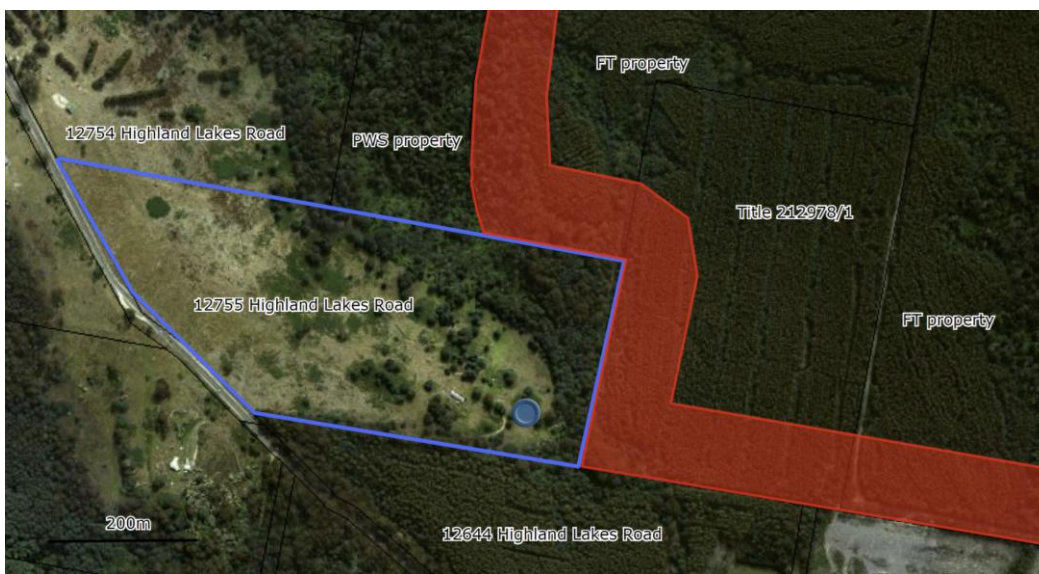 FT property
12754 Highland Lakes Road
PWS property
Title 212978/1
12755 Highland Lakes Road
FT property
200m
12644 Highland Lakes Road